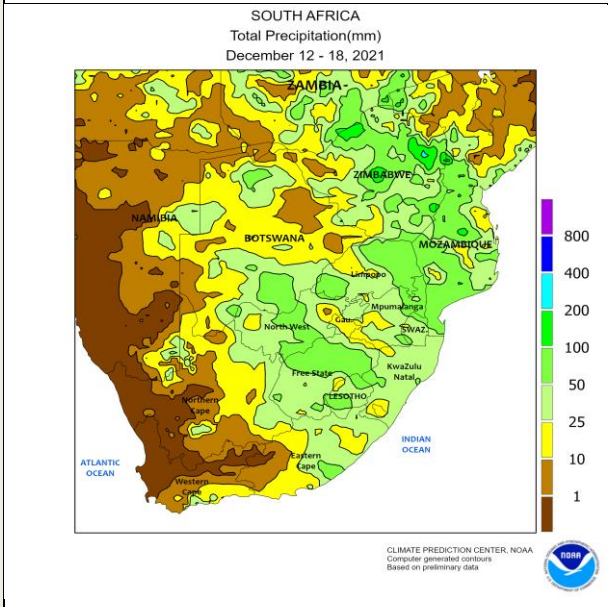 SOUTH AFRICA
Total Precipitation(mm)
December 12 - 18, 2021
ZAMBIA
ZIMBABWE
NAMIBIA
BOTSWANA
MOZAMBIQUE
Limpopo
Mpumalanga
Gau.
SWAZ.
North West
Free State
KwaZulu
Natal
LESOTHO
Northern
Cape
Eastern
Cape
Western
Cape
ATLANTIC
OCEAN
INDIAN
OCEAN
800
400
200
100
50
25
10
1
CLIMATE PREDICTION CENTER, NOAA
Computer generated contours
Based on preliminary data
NOAA